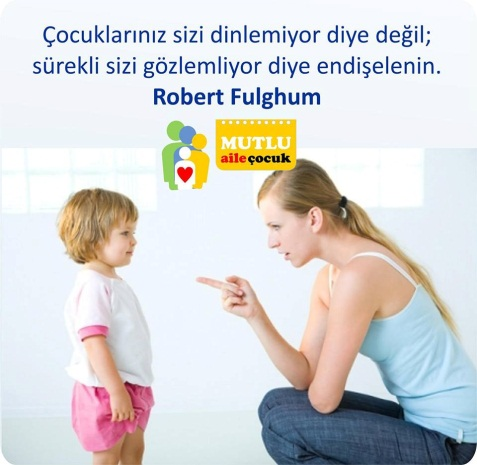 Çocuklarınız sizi dinlemiyor diye değil;
sürekli sizi gözlemliyor diye endişelenin.
Robert Fulghum
MUTLU
aileçocuk